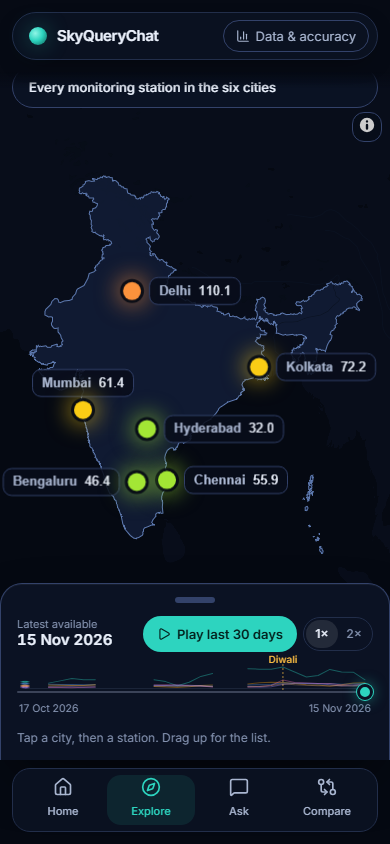 SkyQueryChat
Data & accuracy
Every monitoring station in the six cities
Delhi 110.1
Kolkata 72.2
Mumbai 61.4
Hyderabad 32.0
Bengaluru 46.4
Chennai 55.9
Latest available
15 Nov 2026
Play last 30 days
1×
2×
Diwali
17 Oct 2026
15 Nov 2026
Tap a city, then a station. Drag up for the list.
Home
Explore
Ask
Compare